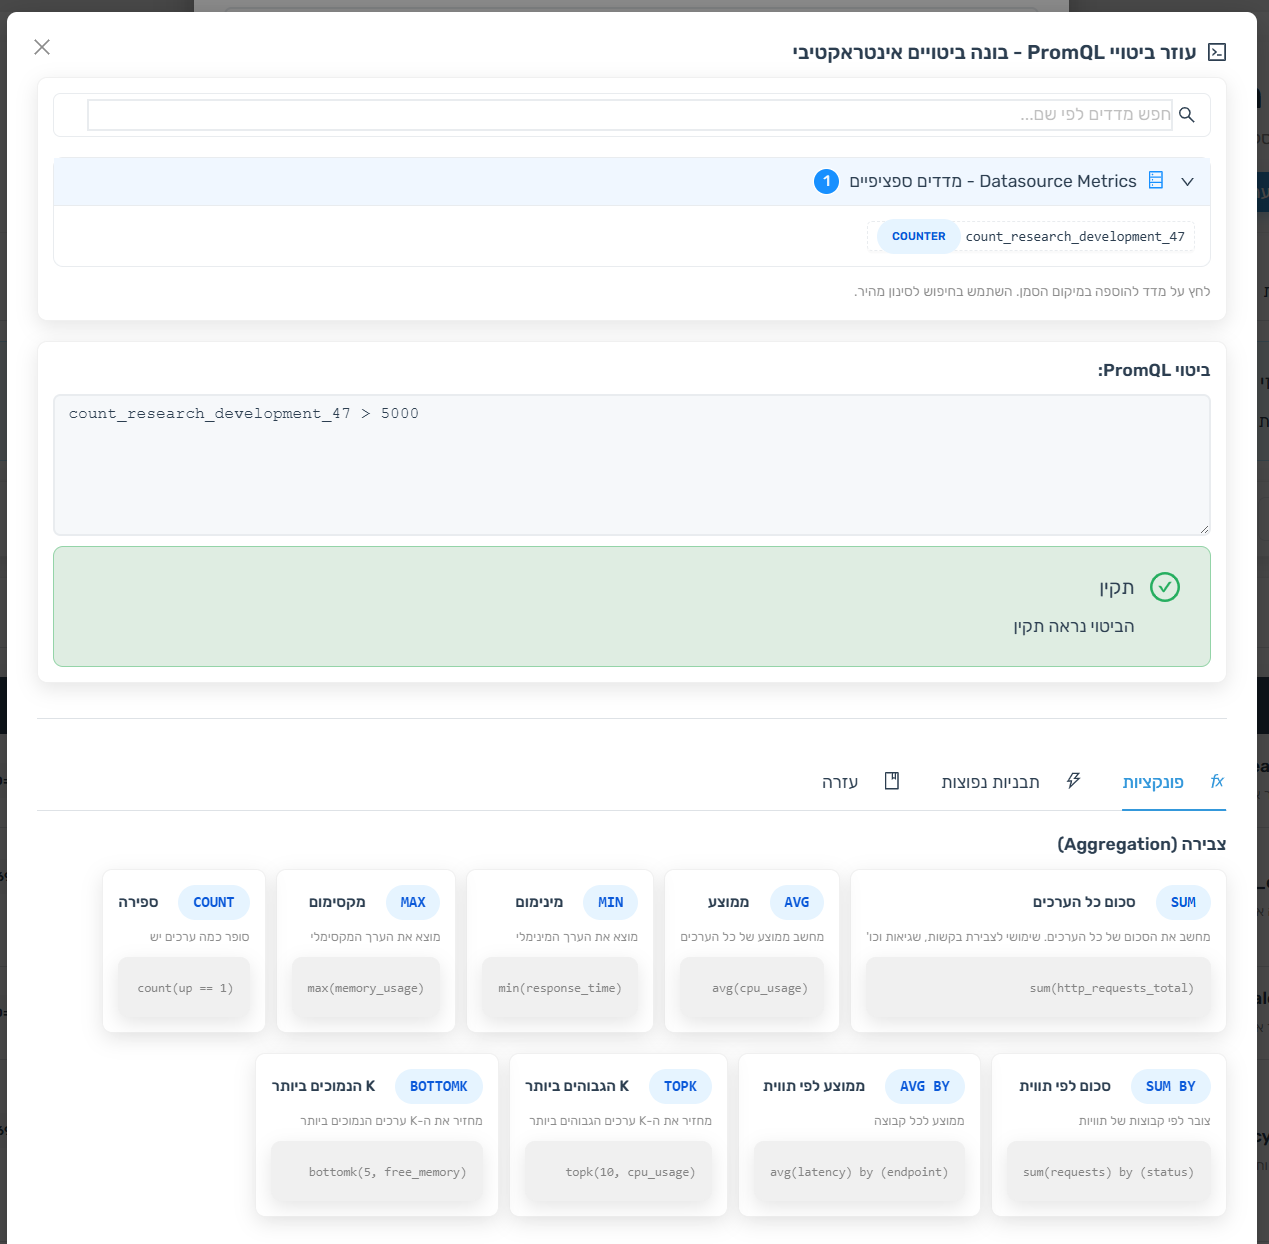 עוזר ביטויי PromQL - בונה ביטויים אינטראקטיבי
חפש מדדים לפי שם...
Datasource Metrics - מדדים ספציפיים 1
count_research_development_47 COUNTER
לחץ על מדד להוספה במיקום הסמן. השתמש בחיפוש לסינון מהיר.
ביטוי PromQL:
count_research_development_47 > 5000
תקין
הביטוי נראה תקין
פונקציות תבניות נפוצות עזרה
צבירה (Aggregation)
SUM סכום כל הערכים
מחשב את הסכום של כל הערכים. שימושי לצבירת בקשות, שגיאות וכו'
sum(http_requests_total)
AVG ממוצע
מחשב ממוצע של כל הערכים
avg(cpu_usage)
MIN מינימום
מוצא את הערך המינימלי
min(response_time)
MAX מקסימום
מוצא את הערך המקסימלי
max(memory_usage)
COUNT ספירה
סופר כמה ערכים יש
count(up == 1)
SUM BY סכום לפי תווית
צובר לפי קבוצות של תוויות
sum(requests) by (status)
AVG BY ממוצע לפי תווית
ממוצע לכל קבוצה
avg(latency) by (endpoint)
TOPK K הגבוהים ביותר
מחזיר את ה-K ערכים הגבוהים ביותר
topk(10, cpu_usage)
BOTTOMK K הנמוכים ביותר
מחזיר את ה-K ערכים הנמוכים ביותר
bottomk(5, free_memory)